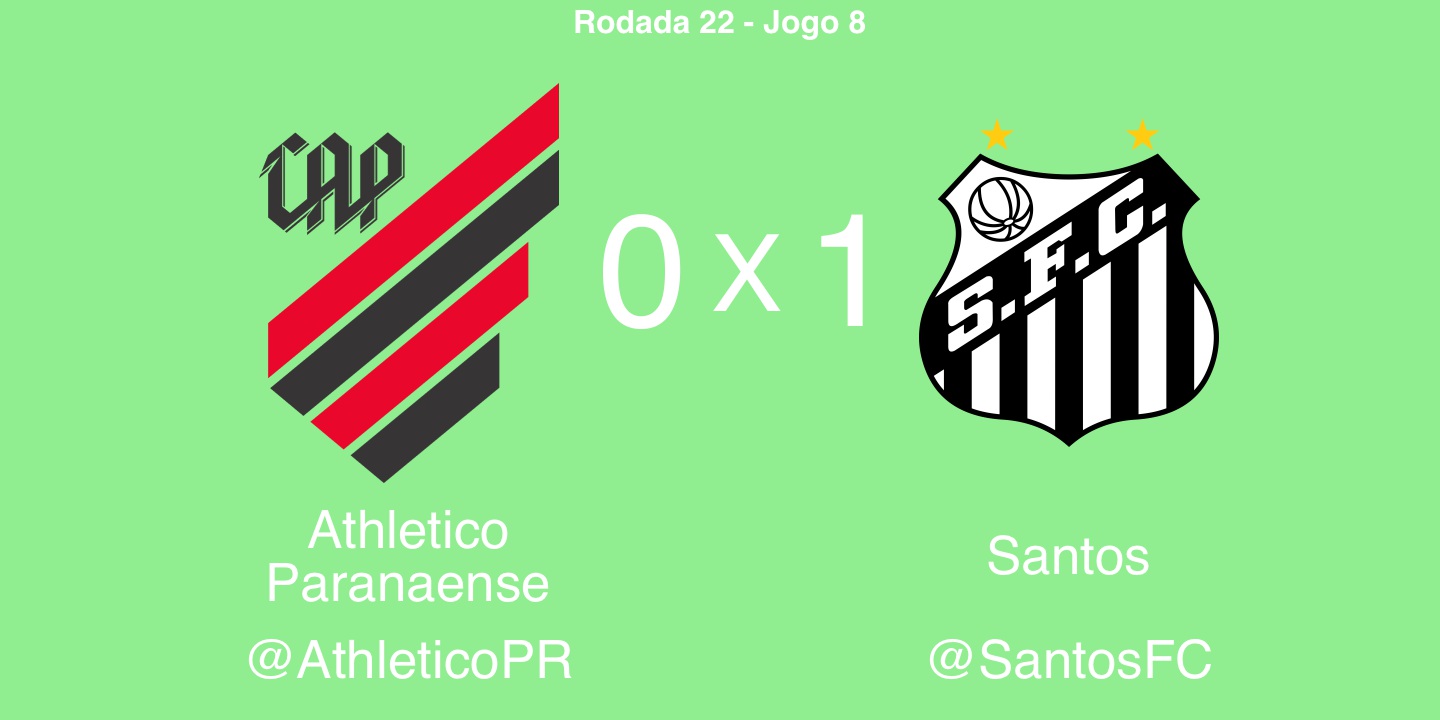 Rodada 22 - Jogo 8
CAP
0 X 1
S.F.C.
Athletico
Paranaense
Santos
@AthleticoPR
@SantosFC